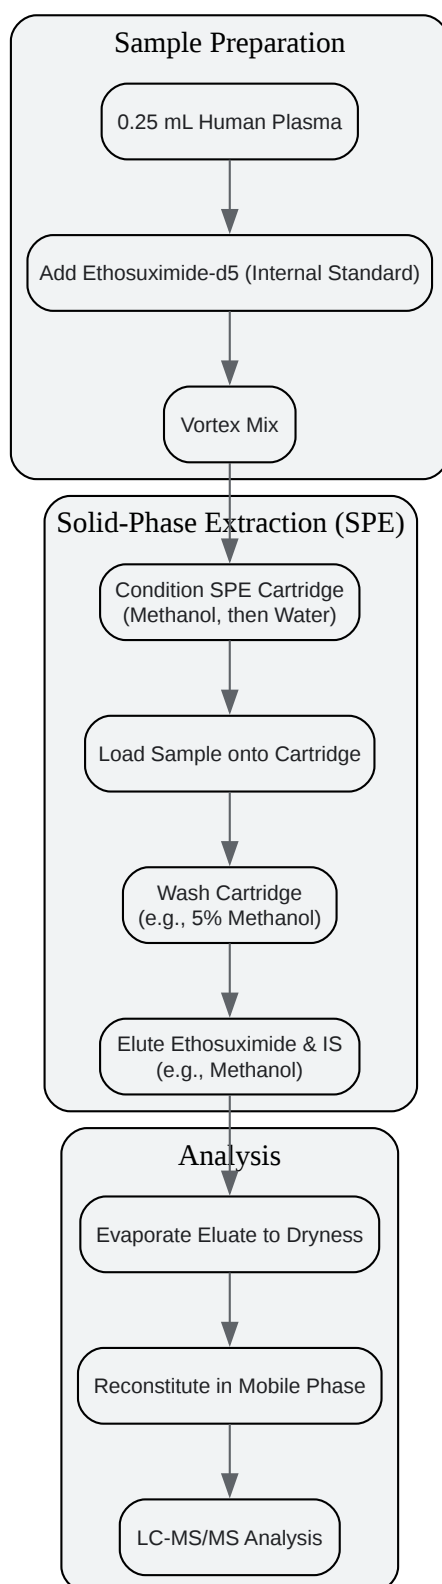 Sample Preparation
0.25 mL Human Plasma
Add Ethosuximide-d5 (Internal Standard)
Vortex Mix
Solid-Phase Extraction (SPE)
Condition SPE Cartridge
(Methanol, then Water)
Load Sample onto Cartridge
Wash Cartridge
(e.g., 5% Methanol)
Elute Ethosuximide & IS
(e.g., Methanol)
Analysis
Evaporate Eluate to Dryness
Reconstitute in Mobile Phase
LC-MS/MS Analysis